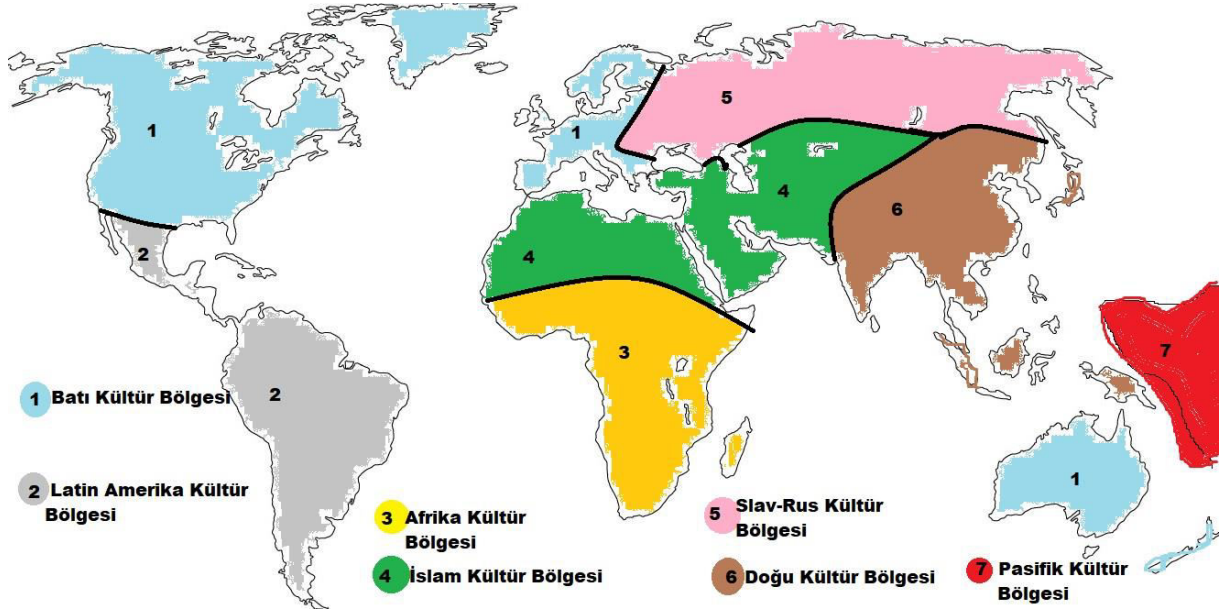 1
1
5
4
2
4
6
3
7
2
1
1 Batı Kültür Bölgesi
2 Latin Amerika Kültür
Bölgesi
3 Afrika Kültür
Bölgesi
4 İslam Kültür Bölgesi
5 Slav-Rus Kültür
Bölgesi
6 Doğu Kültür Bölgesi
7 Pasifik Kültür
Bölgesi